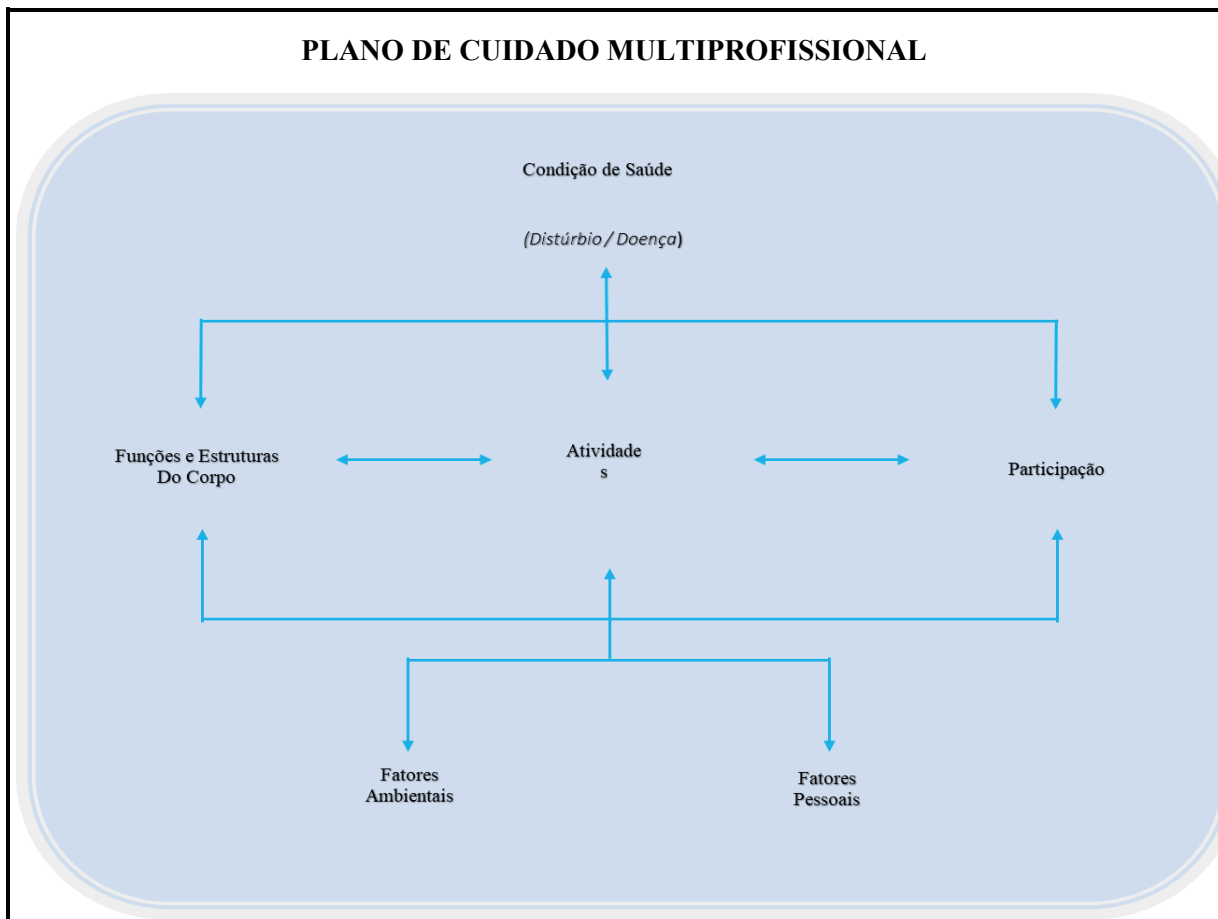 PLANO DE CUIDADO MULTIPROFISSIONAL
Condição de Saúde
(Distúrbio / Doença)
Funções e Estruturas
Do Corpo
Atividade
s
Participação
Fatores
Ambientais
Fatores
Pessoais